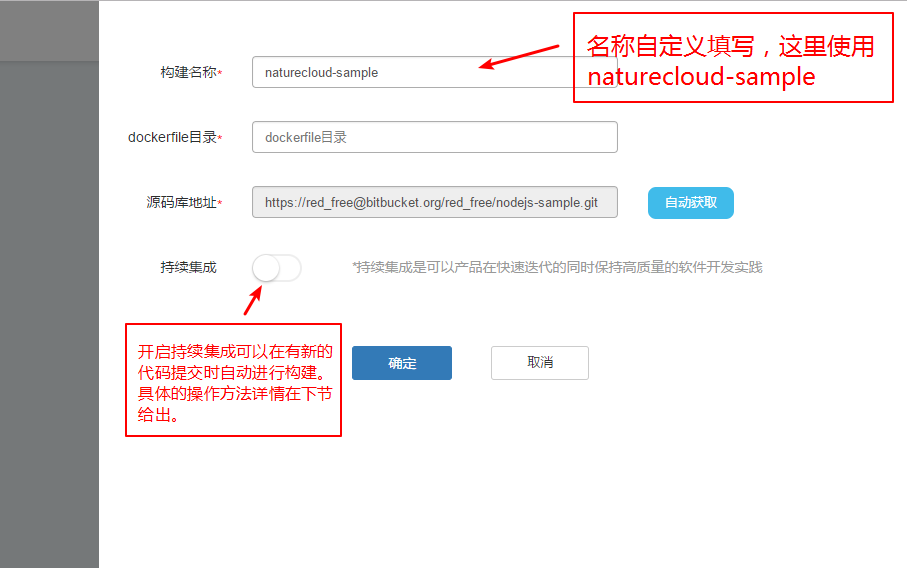 名称自定义填写，这里使用
naturecloud-sample
构建名称*
naturecloud-sample
dockerfile目录*
dockerfile目录
源码库地址*
https://red_free@bitbucket.org/red_free/nodejs-sample.git
自动获取
持续集成
*持续集成是可以产品在快速迭代的同时保持高质量的软件开发实践
开启持续集成可以在有新的
代码提交时自动进行构建。
具体的操作方法详情在下节
给出。
确定
取消